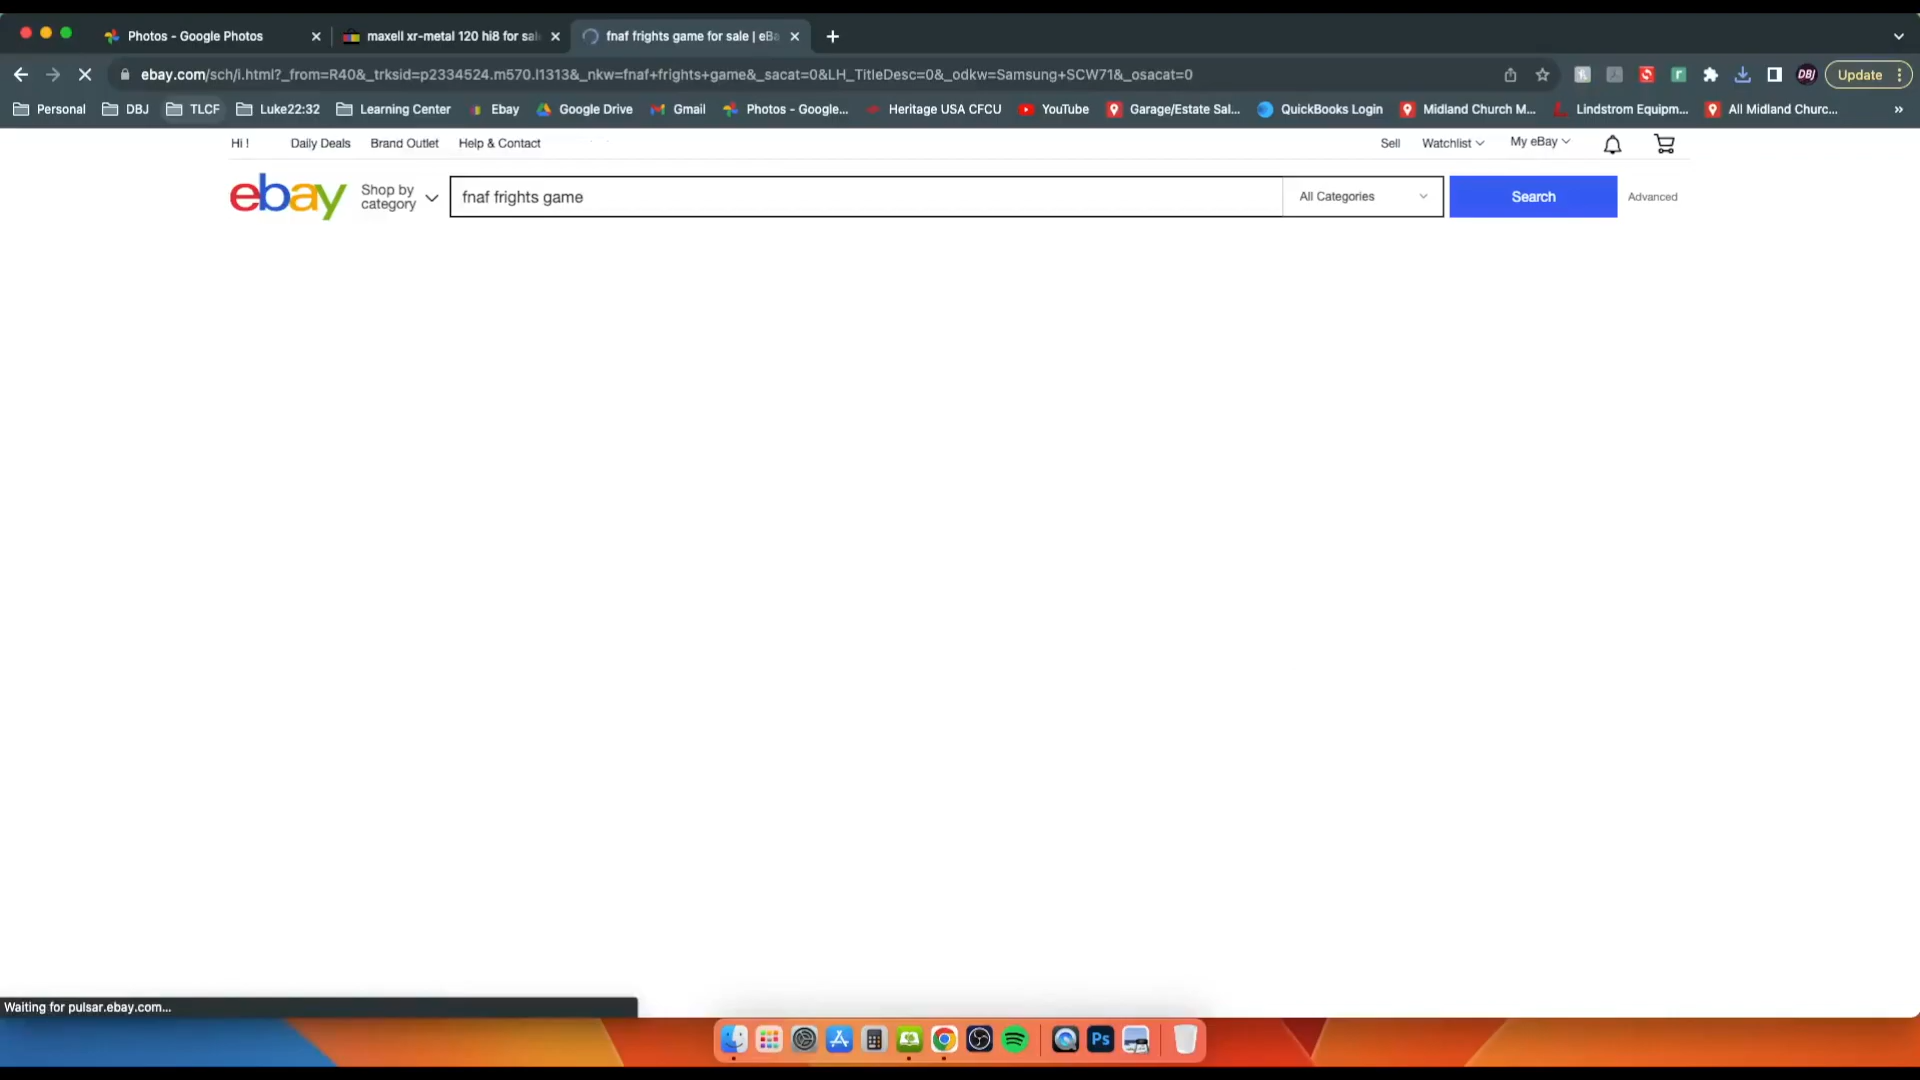 Photos - Google Photos
maxell xr-metal 120 hi8 for sal
fnaf frights game for sale | eBa
ebay.com/sch/i.html?_from=R40&_trksid=p2334524.m570.l1313&_nkw=fnaf+frights+game&_sacat=0&LH_TitleDesc=0&_odkw=Samsung+SCW71&_osacat=0
DBJ
Update
Personal
DBJ
TLCF
Luke22:32
Learning Center
Ebay
Google Drive
Gmail
Photos - Google...
Heritage USA CFCU
YouTube
Garage/Estate Sal...
QuickBooks Login
Midland Church M...
Lindstrom Equipm...
All Midland Churc...
»
Hi !
Daily Deals
Brand Outlet
Help & Contact
Sell
Watchlist
My eBay
ebay
Shop by
category
fnaf frights game
All Categories
Search
Advanced
Waiting for pulsar.ebay.com...
Ps